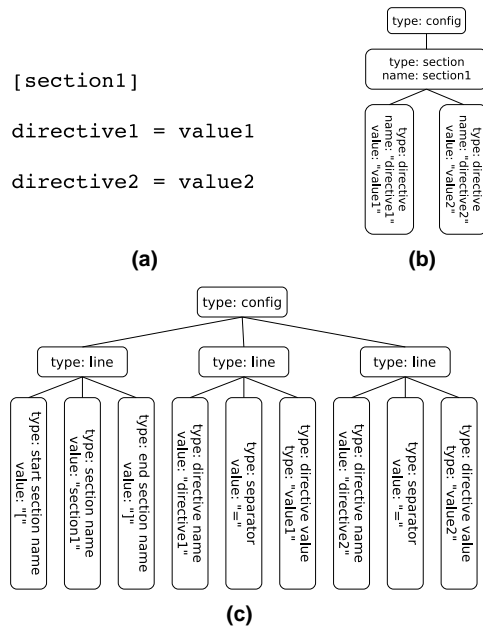 [section1]
directive1 = value1
directive2 = value2
(a)
type: config
type: section
name: section1
type: directive
name: "directive1"
value: "value1"
type: directive
name: "directive2"
value: "value2"
(b)
type: config
type: line
type: line
type: line
type: start section name
value: "["
type: section name
value: "section1"
type: end section name
value: "]"
type: directive name
value: "directive1"
type: separator
value: "="
type: directive value
type: "value1"
type: directive name
value: "directive2"
type: separator
value: "="
type: directive value
type: "value2"
(c)